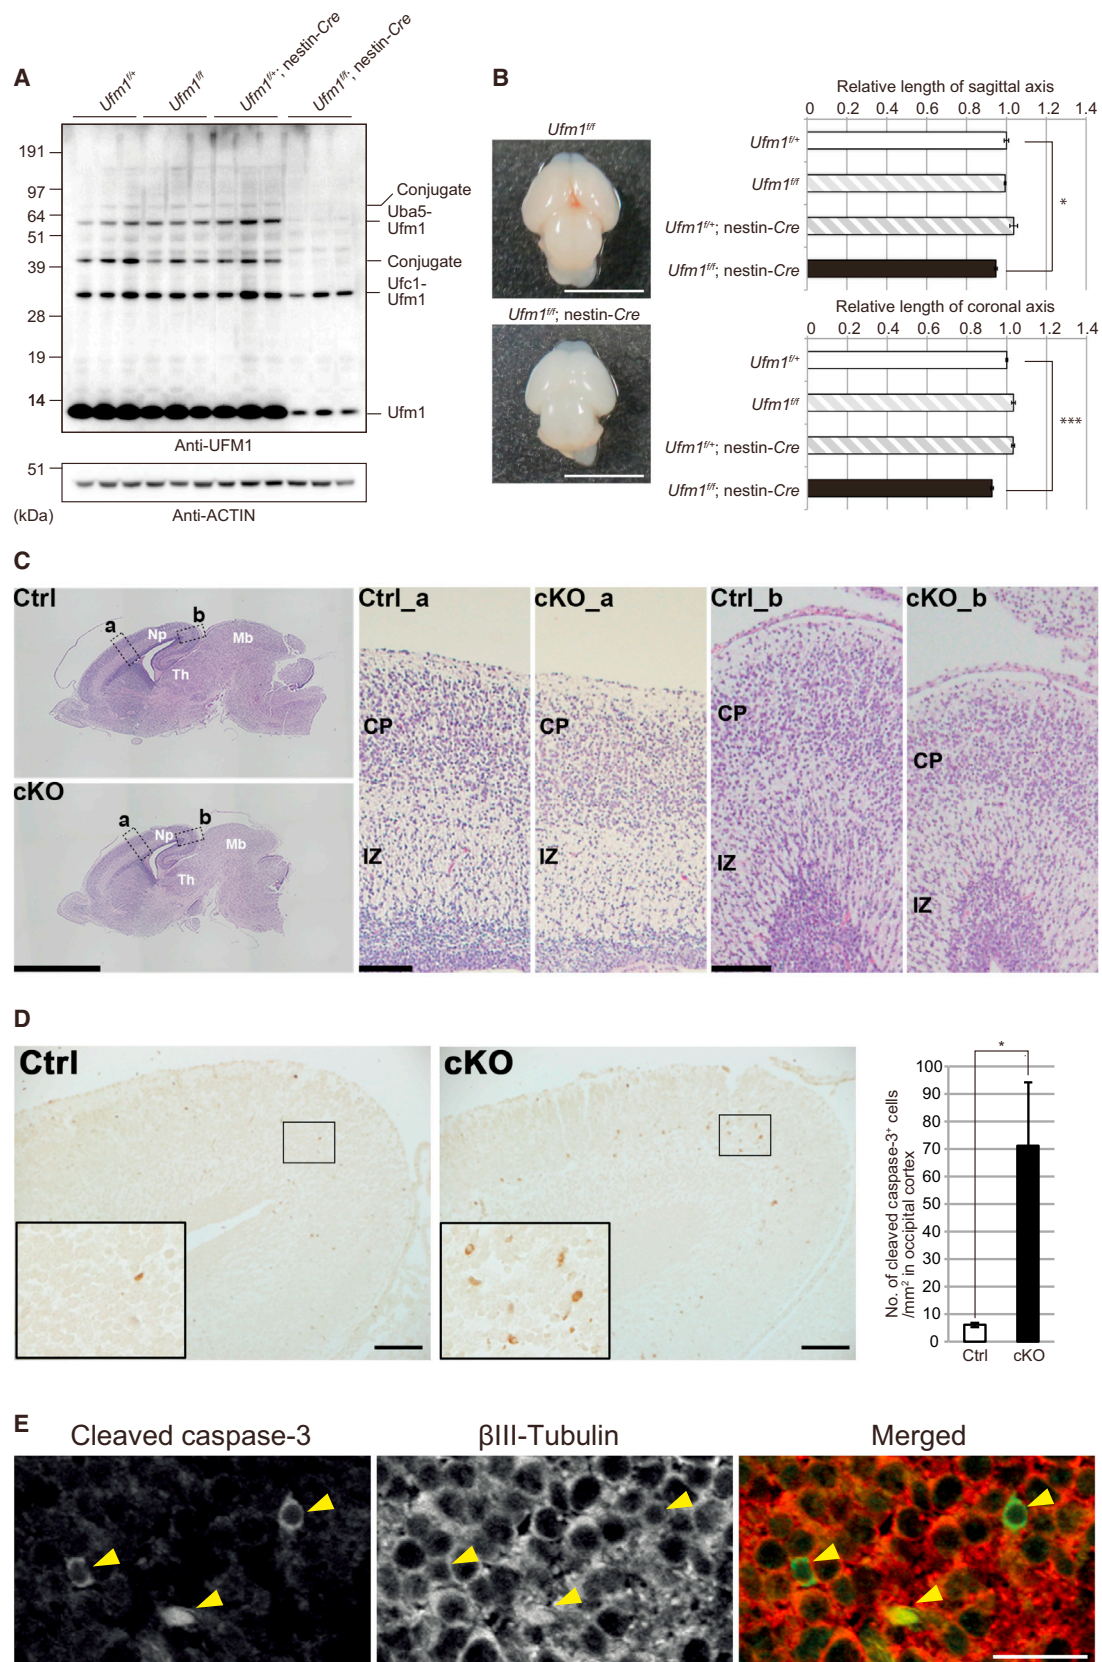 A
Ufm1f/+
Ufm1f/f
Ufm1f/+; nestin-Cre
Ufm1f/f; nestin-Cre
191
97
64
51
39
28
19
14
Conjugate
Uba5-
Ufm1
Conjugate
Ufc1-
Ufm1
Ufm1
Anti-UFM1
51
(kDa)
Anti-ACTIN
B
Ufm1f/f
Ufm1f/f; nestin-Cre
Relative length of sagittal axis
0 0.2 0.4 0.6 0.8 1.0 1.2 1.4
Ufm1f/+
Ufm1f/f
Ufm1f/+; nestin-Cre
Ufm1f/f; nestin-Cre
*
Relative length of coronal axis
0 0.2 0.4 0.6 0.8 1.0 1.2 1.4
Ufm1f/+
Ufm1f/f
Ufm1f/+; nestin-Cre
Ufm1f/f; nestin-Cre
***
C
Ctrl
a
Np
b
Mb
Th
cKO
a
Np
b
Mb
Th
Ctrl_a
CP
IZ
cKO_a
CP
IZ
Ctrl_b
CP
IZ
cKO_b
CP
IZ
D
Ctrl
cKO
No. of cleaved caspase-3+ cells
/mm2 in occipital cortex
*
100
90
80
70
60
50
40
30
20
10
0
Ctrl cKO
E
Cleaved caspase-3
βIII-Tubulin
Merged